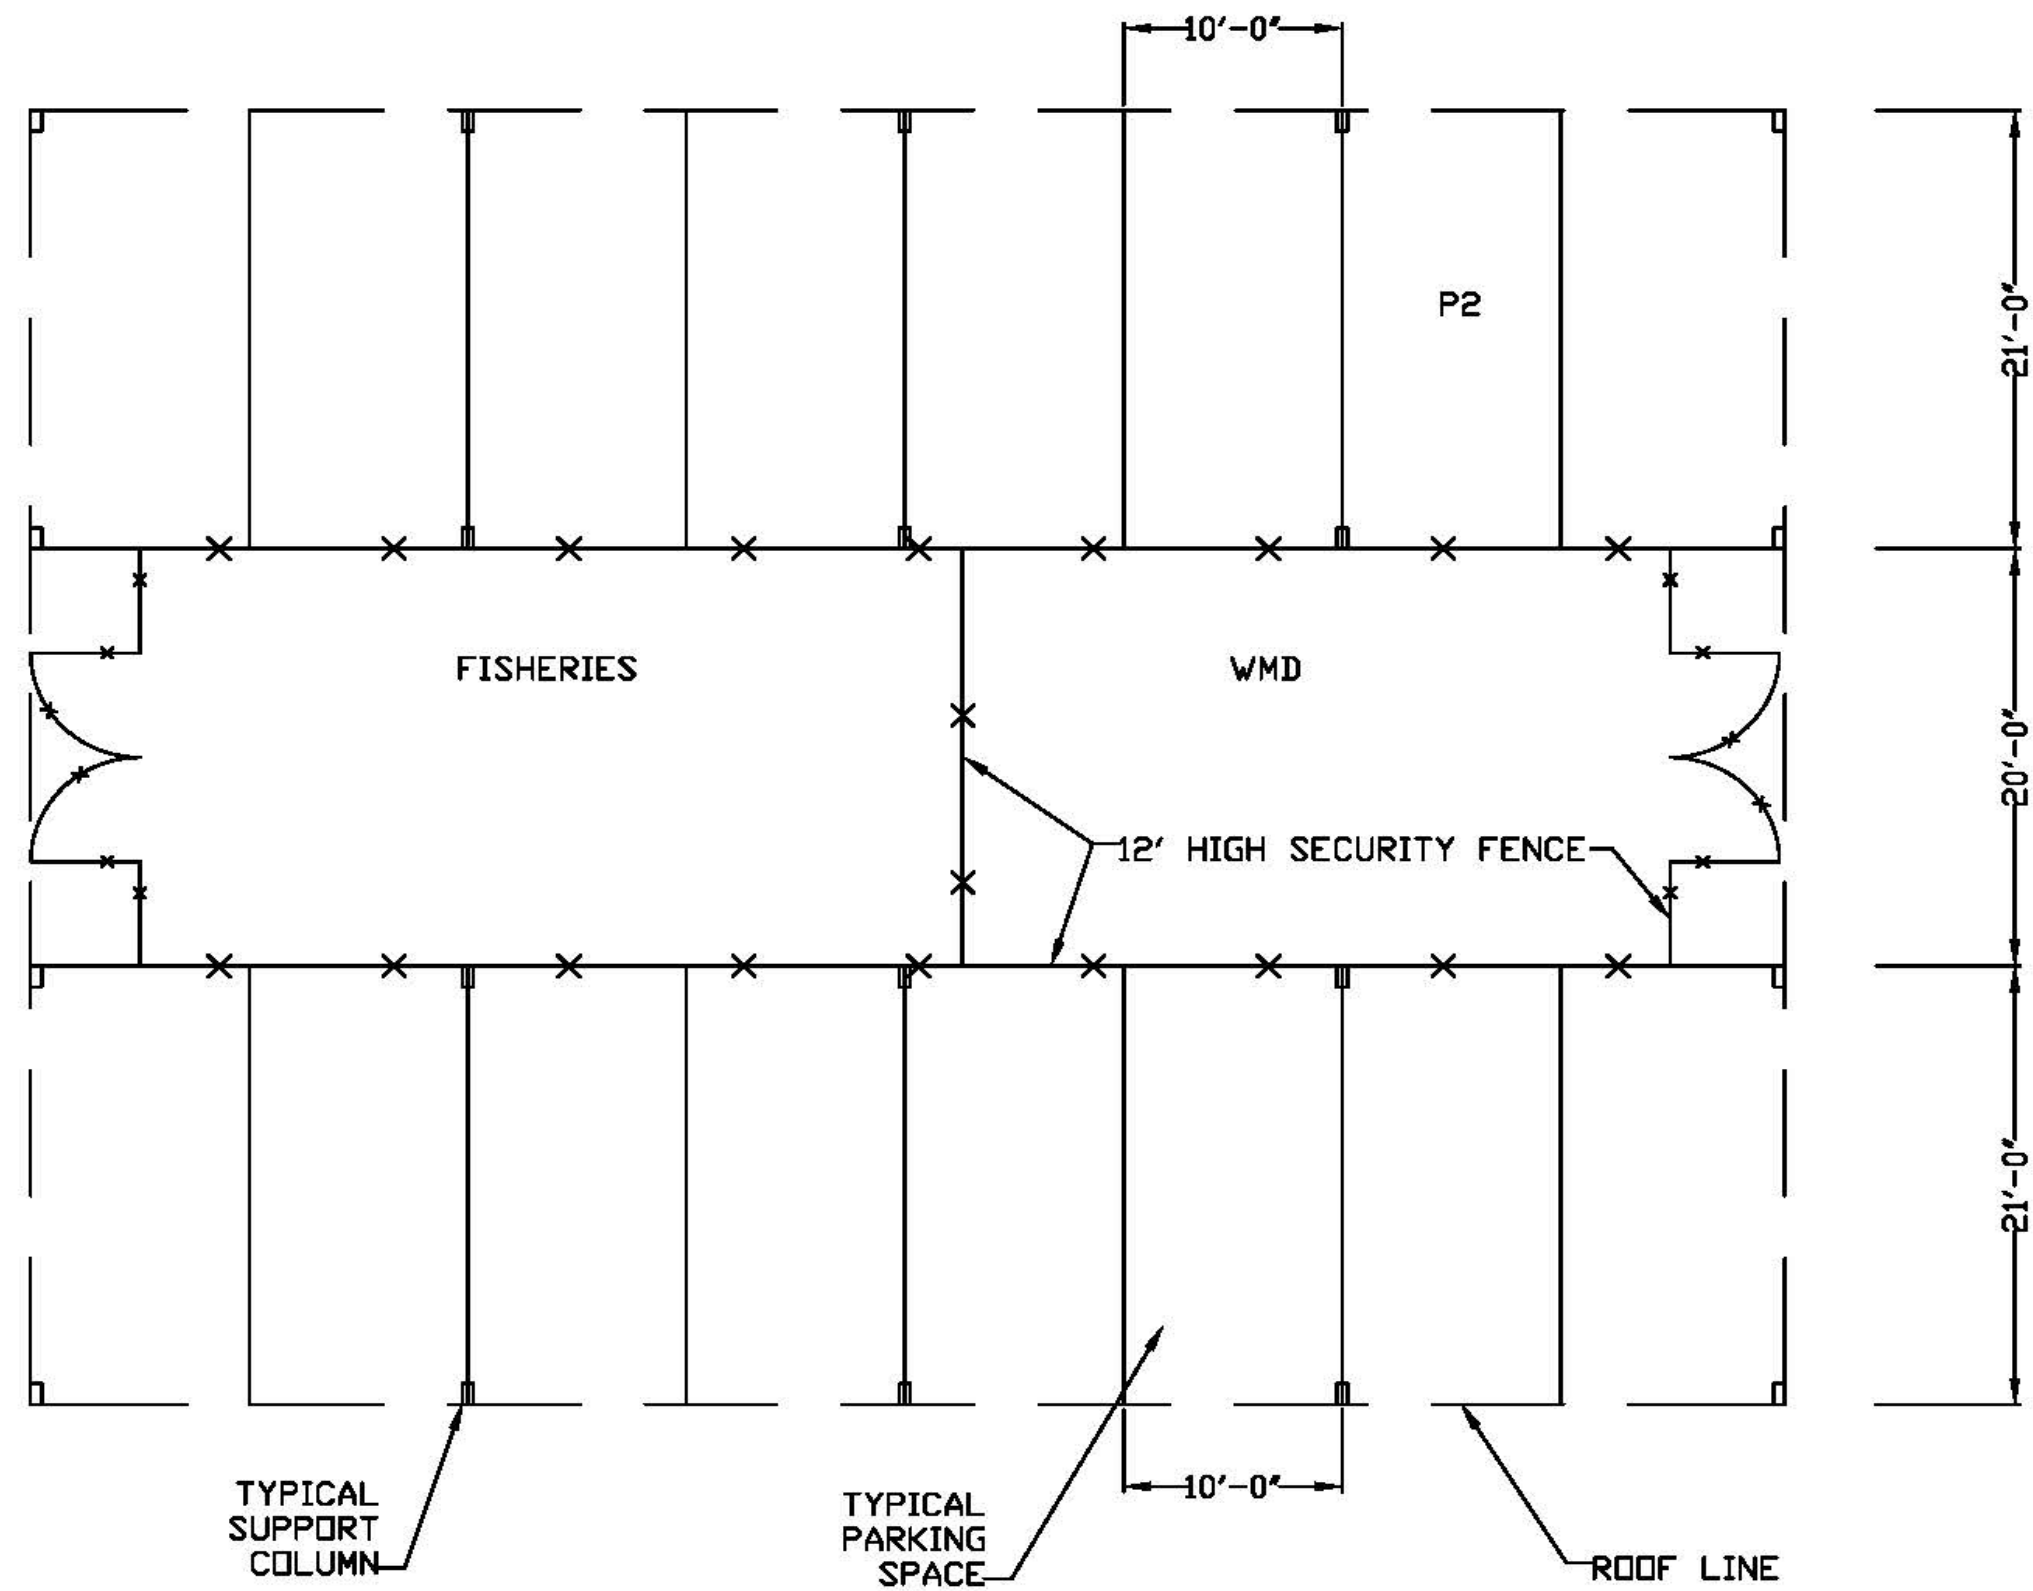 10'-0"
P2
21'-0"
FISHERIES
WMD
20'-0"
12' HIGH SECURITY FENCE
21'-0"
10'-0"
TYPICAL
SUPPORT
COLUMN
TYPICAL
PARKING
SPACE
ROOF LINE